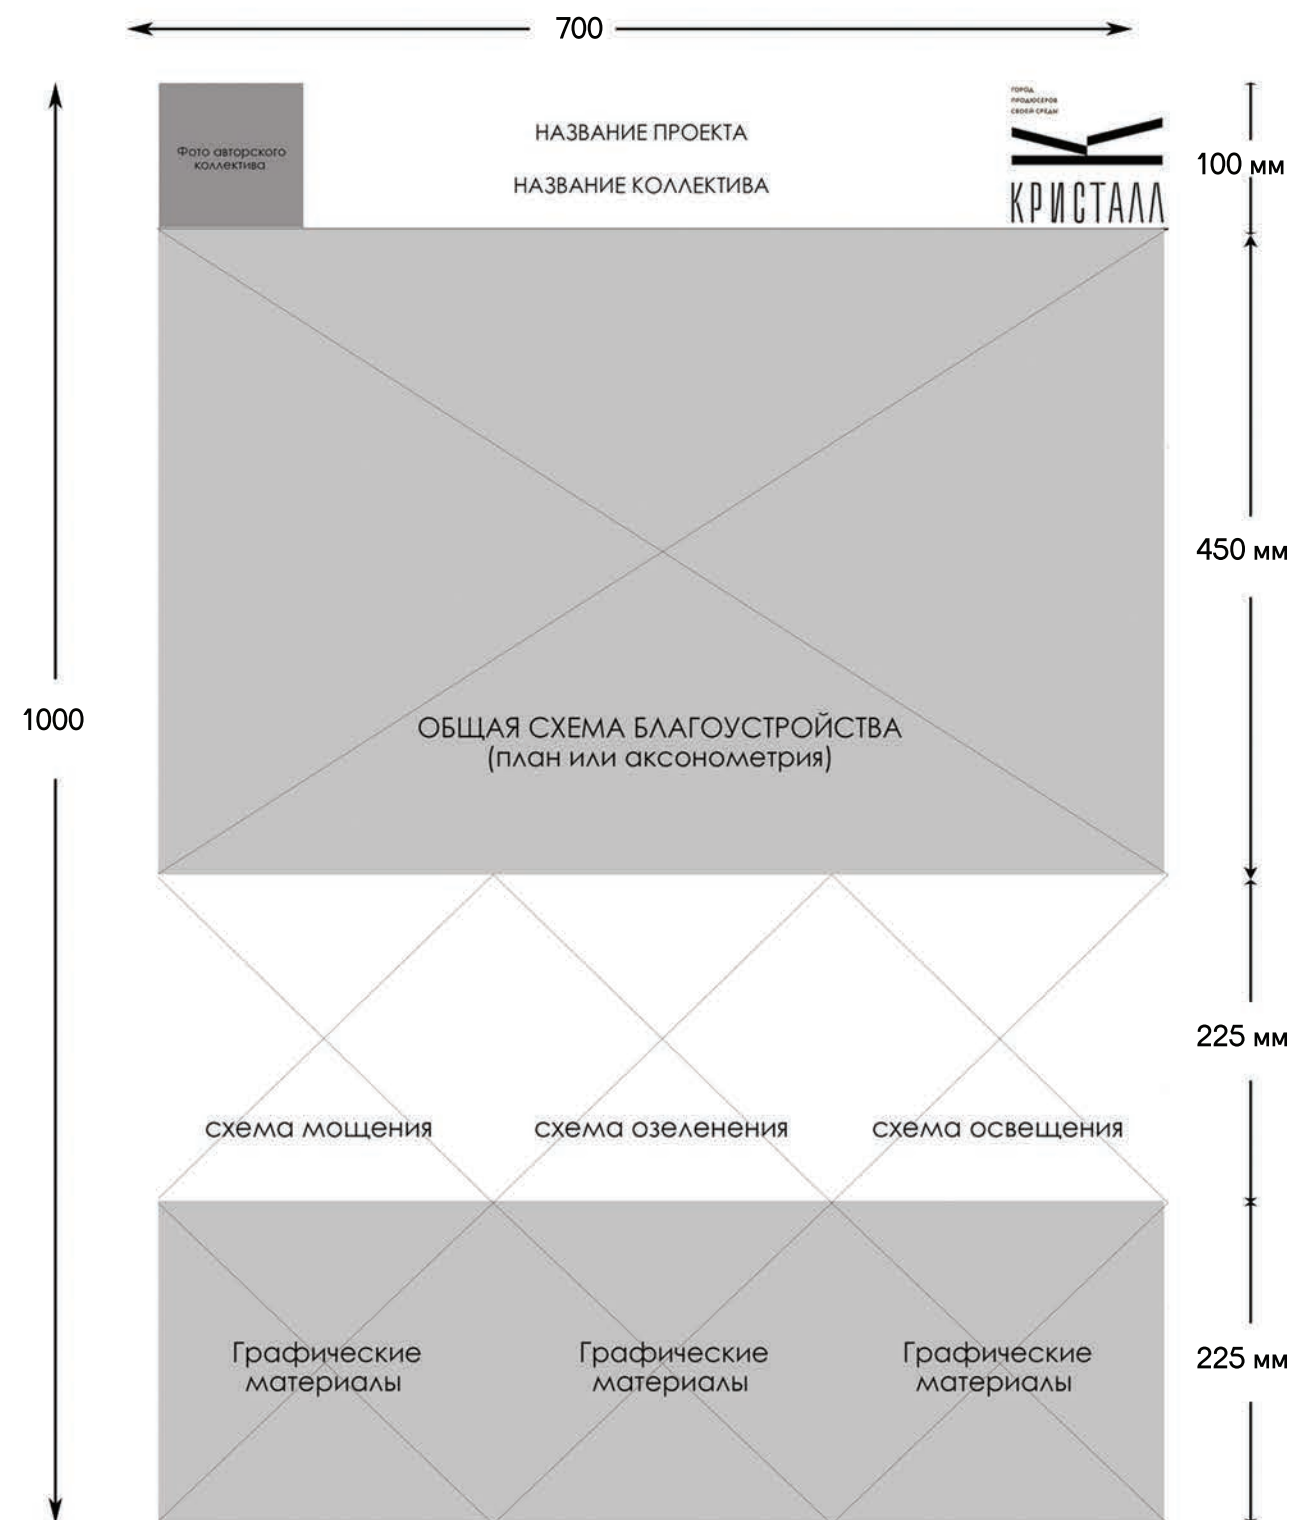 700
ГОРОД
ПРОДЮСЕРОВ
СВОЕЙ СРЕДЫ
Фото авторского
коллектива
НАЗВАНИЕ ПРОЕКТА
НАЗВАНИЕ КОЛЛЕКТИВА
КРИСТАЛЛ
100 мм
450 мм
1000
ОБЩАЯ СХЕМА БЛАГОУСТРОЙСТВА
(план или аксонометрия)
225 мм
схема мощения
схема озеленения
схема освещения
Графические
материалы
Графические
материалы
Графические
материалы
225 мм